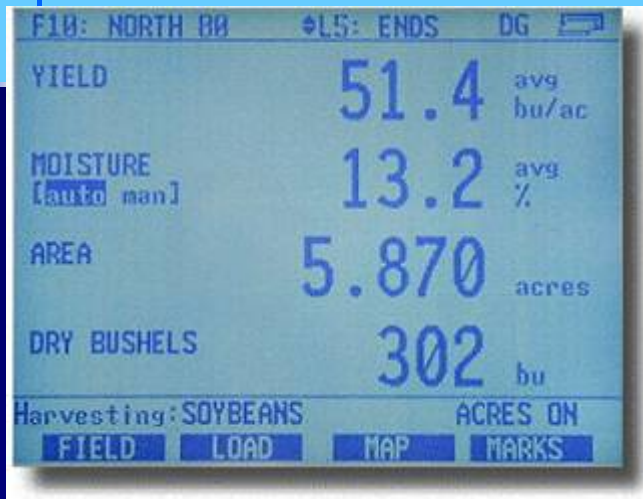 F10: NORTH 80 L5: ENDS DG
YIELD 51.4 avg bu/ac
MOISTURE [auto man] 13.2 avg %
AREA 5.870 acres
DRY BUSHELS 302 bu
Harvesting:SOYBEANS ACRES ON
FIELD LOAD MAP MARKS